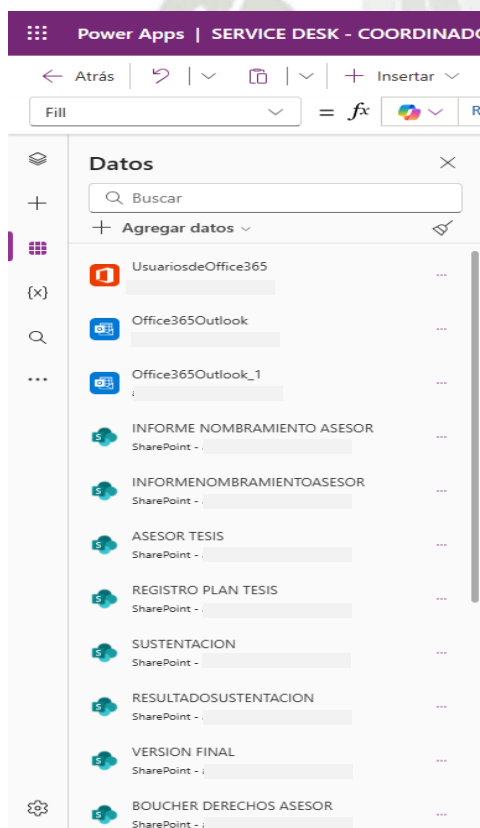 Power Apps | SERVICE DESK - COORDINADO
Atrás Insertar
Fill = fx R
Datos
Buscar
Agregar datos
UsuariosdeOffice365
Office365Outlook
Office365Outlook_1
INFORME NOMBRAMIENTO ASESOR
SharePoint -
INFORMENOMBRAMIENTOASESOR
SharePoint -
ASESOR TESIS
SharePoint -
REGISTRO PLAN TESIS
SharePoint -
SUSTENTACION
SharePoint -
RESULTADOSUSTENTACION
SharePoint -
VERSION FINAL
SharePoint -
BOUCHER DERECHOS ASESOR
SharePoint -